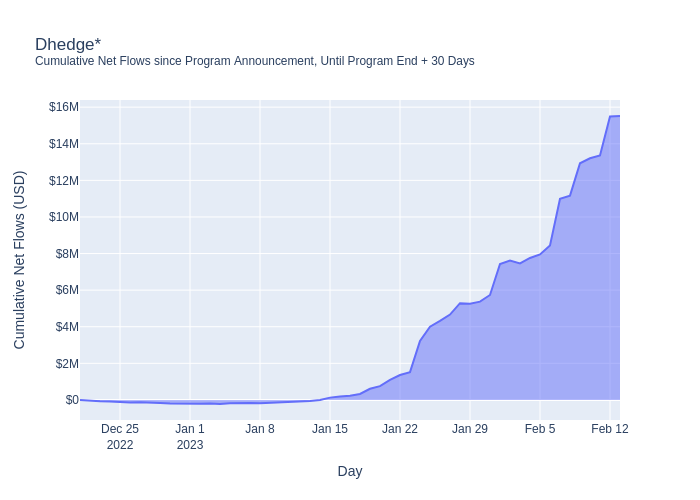 Dhedge*
Cumulative Net Flows since Program Announcement, Until Program End + 30 Days
Cumulative Net Flows (USD)
$16M
$14M
$12M
$10M
$8M
$6M
$4M
$2M
$0
Dec 25 Jan 1 Jan 8 Jan 15 Jan 22 Jan 29 Feb 5 Feb 12
2022 2023
Day